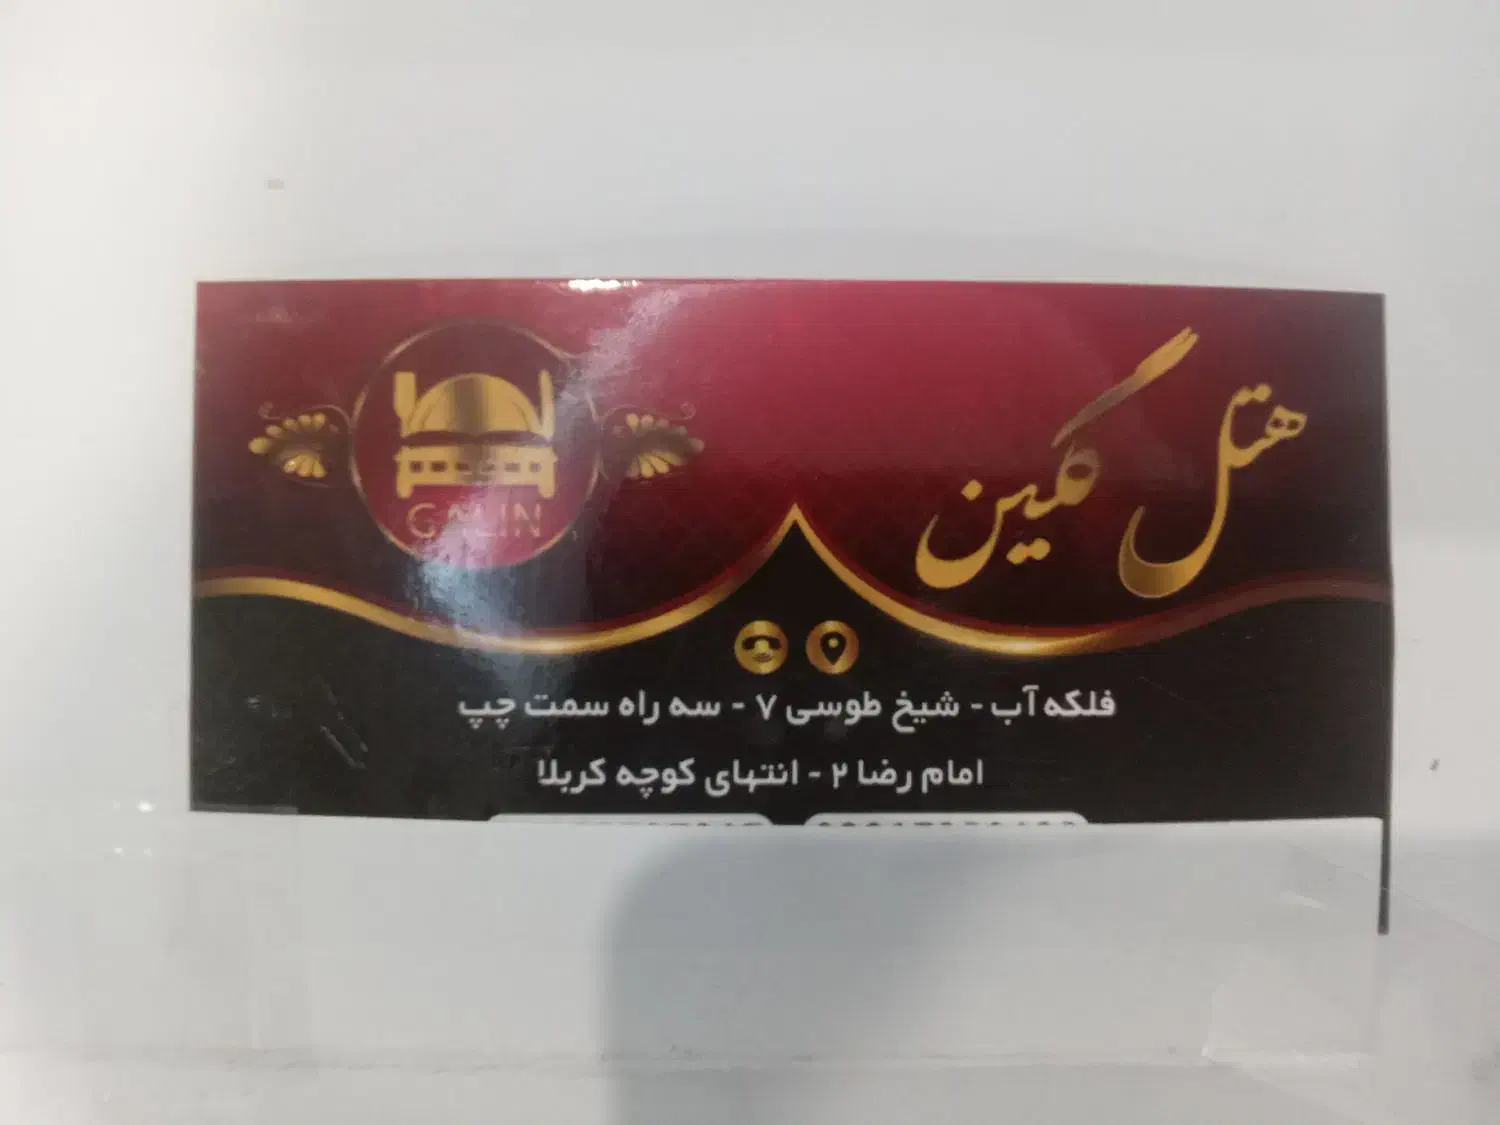 هتل گلین
GALIN
فلکه آب - شیخ طوسی ۷ - سه راه سمت چپ
امام رضا ۲ - انتهای کوچه کربلا